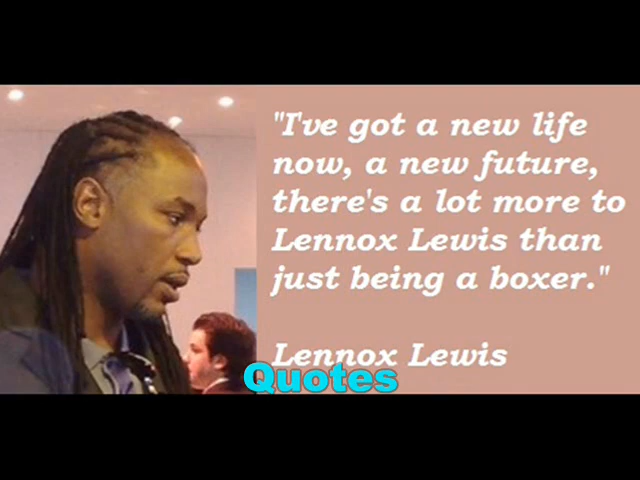 "I've got a new life
now, a new future,
there's a lot more to
Lennox Lewis than
just being a boxer."
Lennox Lewis
Quotes